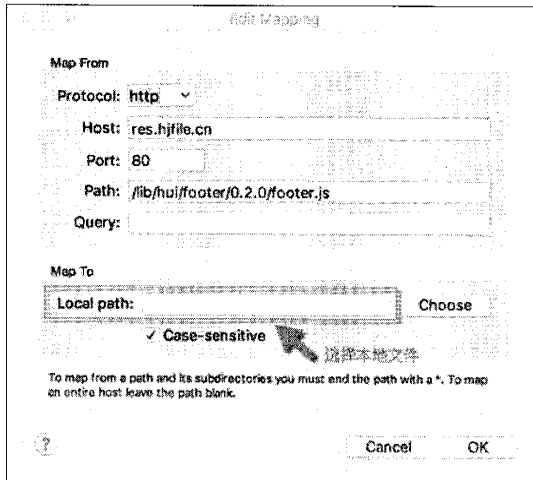 Edit Mapping
Map From
Protocol: http
Host: res.hjfile.cn
Port: 80
Path: /lib/hui/footer/0.2.0/footer.js
Query:
Map To
Local path:
Choose
✓ Case-sensitive
选择本地文件
To map from a path and its subdirectories you must end the path with a *. To map
an entire host leave the path blank.
?
Cancel
OK